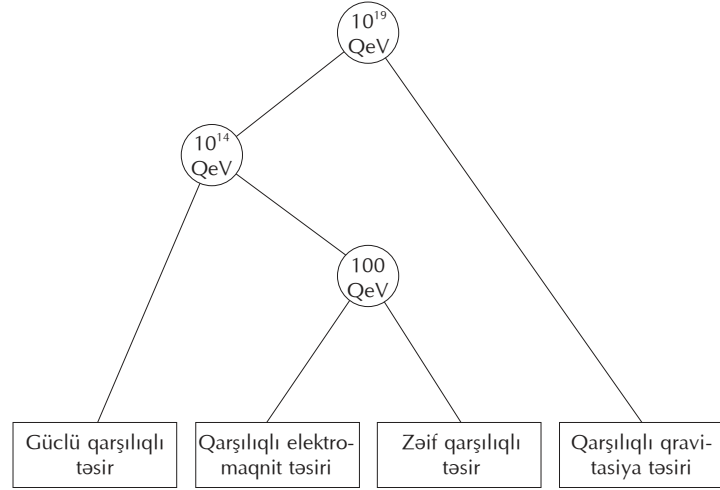 10¹⁹
QeV
10¹⁴
QeV
100
QeV
Güclü qarşılıqlı
təsir
Qarşılıqlı elektro-
maqnit təsiri
Zəif qarşılıqlı
təsir
Qarşılıqlı qravi-
tasiya təsiri